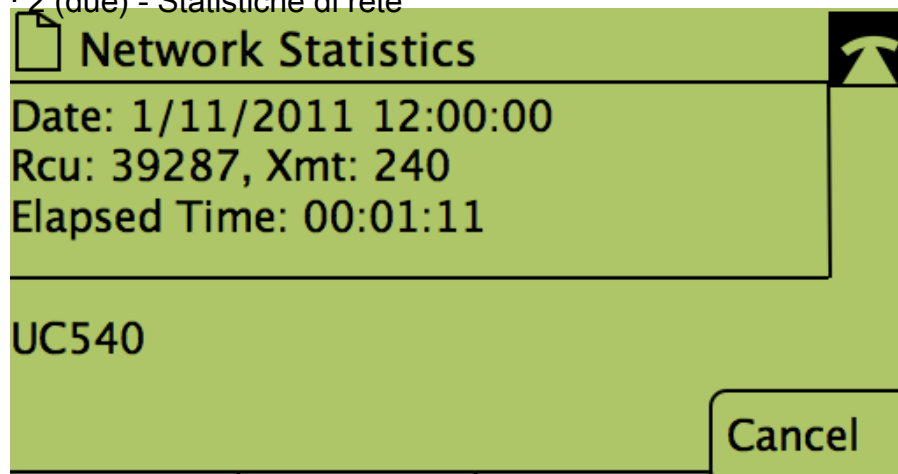 · 2 (due) - Statistiche di rete
Network Statistics
Date: 1/11/2011 12:00:00
Rcu: 39287, Xmt: 240
Elapsed Time: 00:01:11
UC540
Cancel